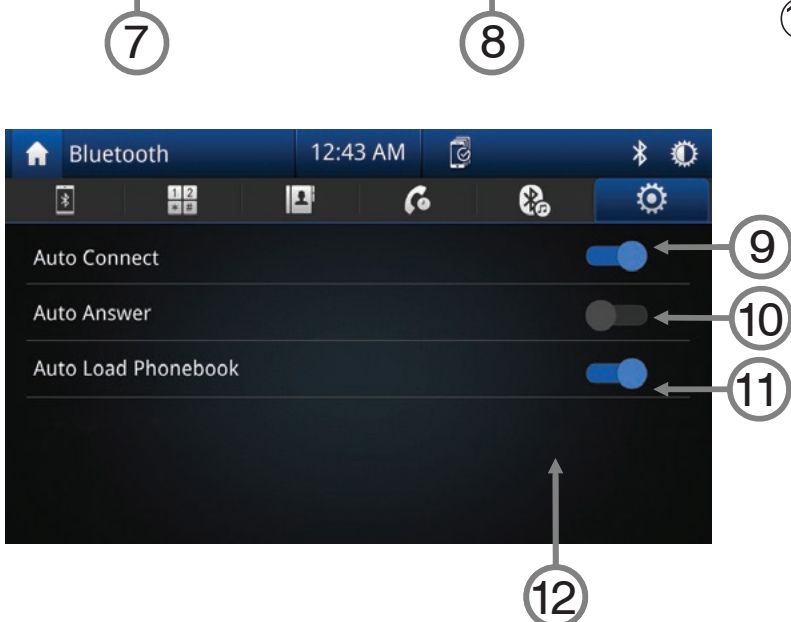 7 8
Bluetooth 12:43 AM
1 2
* #
Auto Connect 9
Auto Answer 10
Auto Load Phonebook 11
12